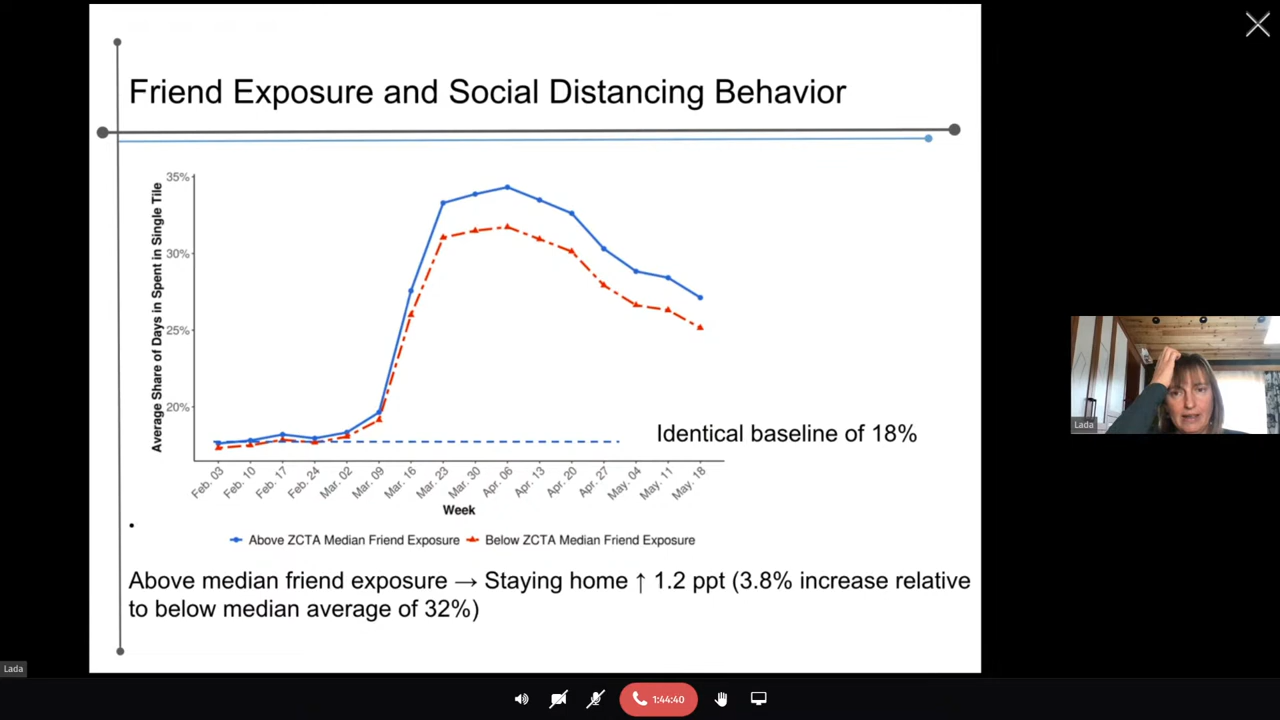 Friend Exposure and Social Distancing Behavior
Average Share of Days in Spent in Single Tile
35%
30%
25%
20%
Identical baseline of 18%
Feb. 03
Feb. 10
Feb. 17
Feb. 24
Mar. 02
Mar. 09
Mar. 16
Mar. 23
Mar. 30
Apr. 06
Apr. 13
Apr. 20
Apr. 27
May. 04
May. 11
May. 18
Week
Above ZCTA Median Friend Exposure
Below ZCTA Median Friend Exposure
Above median friend exposure → Staying home ↑ 1.2 ppt (3.8% increase relative
to below median average of 32%)
Lada
Lada
1:44:40